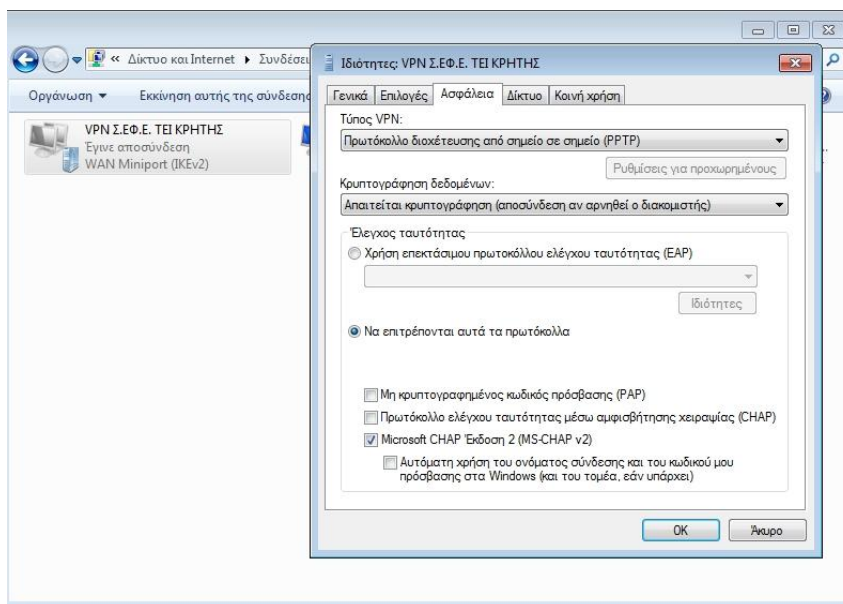 « Δίκτυο και Internet ▸ Συνδέσει
Οργάνωση ▾ Εκκίνηση αυτής της σύνδεσης
VPN Σ.ΕΦ.Ε. ΤΕΙ ΚΡΗΤΗΣ
Έγινε αποσύνδεση
WAN Miniport (IKEv2)
Ιδιότητες: VPN Σ.ΕΦ.Ε. ΤΕΙ ΚΡΗΤΗΣ
Γενικά Επιλογές Ασφάλεια Δίκτυο Κοινή χρήση
Τύπος VPN:
Πρωτόκολλο διοχέτευσης από σημείο σε σημείο (PPTP)
Ρυθμίσεις για προχωρημένους
Κρυπτογράφηση δεδομένων:
Απαιτείται κρυπτογράφηση (αποσύνδεση αν αρνηθεί ο διακομιστής)
Έλεγχος ταυτότητας
Χρήση επεκτάσιμου πρωτοκόλλου ελέγχου ταυτότητας (EAP)
Ιδιότητες
Να επιτρέπονται αυτά τα πρωτόκολλα
Μη κρυπτογραφημένος κωδικός πρόσβασης (PAP)
Πρωτόκολλο ελέγχου ταυτότητας μέσω αμφισβήτησης χειραψίας (CHAP)
Microsoft CHAP Έκδοση 2 (MS-CHAP v2)
Αυτόματη χρήση του ονόματος σύνδεσης και του κωδικού μου
πρόσβασης στα Windows (και του τομέα, εάν υπάρχει)
OK Άκυρο